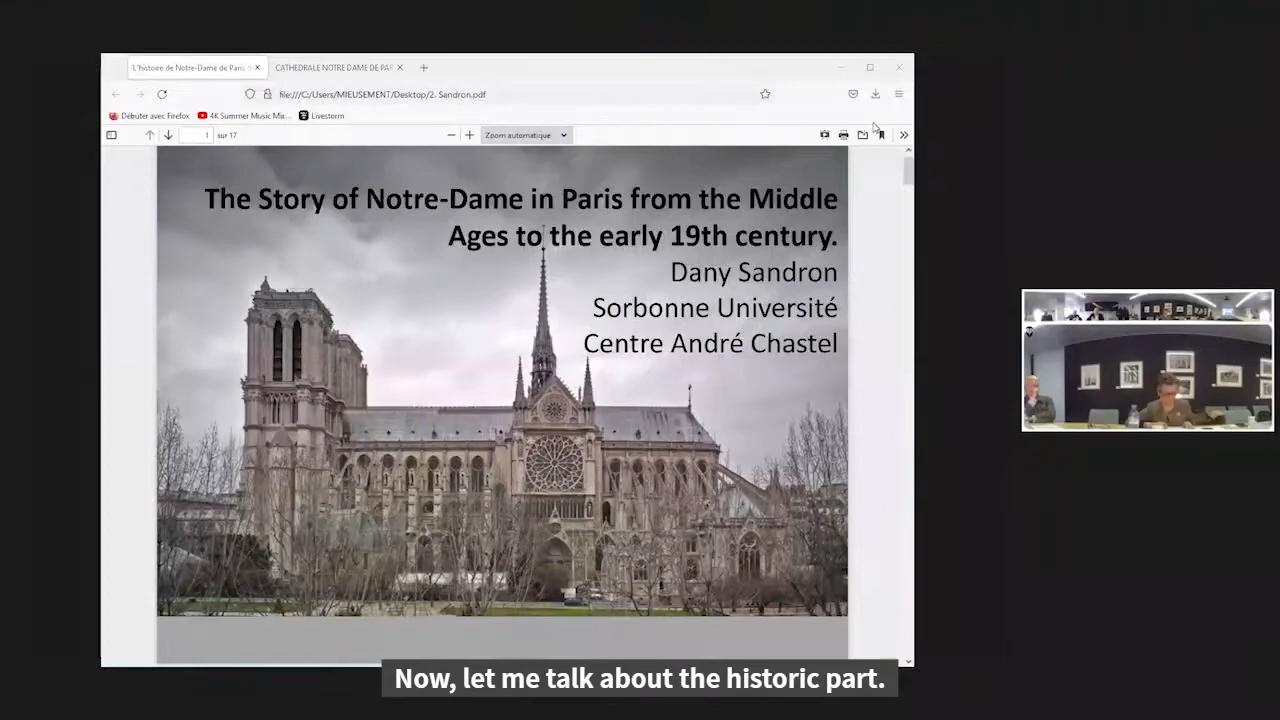 L'histoire de Notre-Dame de Paris d
CATHEDRALE NOTRE DAME DE PAR
file:///C:/Users/MIEUSEMENT/Desktop/2. Sandron.pdf
Débuter avec Firefox
4K Summer Music Mix...
Livestorm
1
sur 17
Zoom automatique
The Story of Notre-Dame in Paris from the Middle
Ages to the early 19th century.
Dany Sandron
Sorbonne Université
Centre André Chastel
Now, let me talk about the historic part.